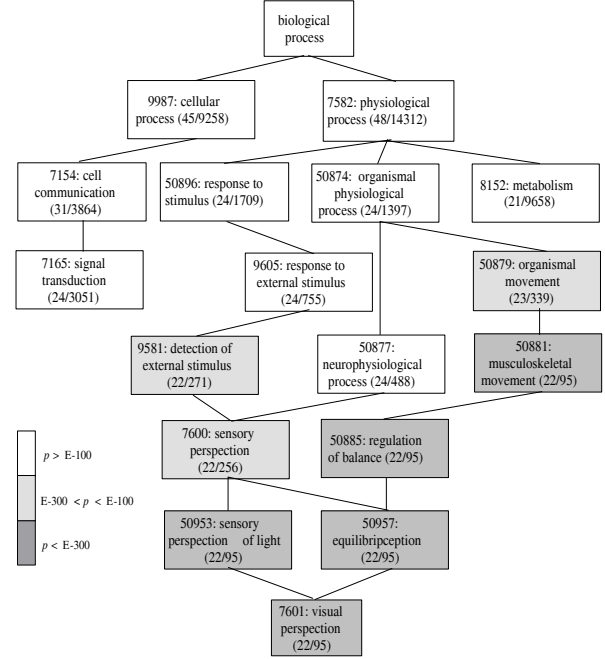 biological
process
9987: cellular
process (45/9258)
7582: physiological
process (48/14312)
7154: cell
communication
(31/3864)
50896: response to
stimulus (24/1709)
50874: organismal
physiological
process (24/1397)
8152: metabolism
(21/9658)
7165: signal
transduction
(24/3051)
9605: response to
external stimulus
(24/755)
50879: organismal
movement
(23/339)
9581: detection of
external stimulus
(22/271)
50877:
neurophysiological
process (24/488)
50881:
musculoskeletal
movement (22/95)
7600: sensory
perspection
(22/256)
50885: regulation
of balance (22/95)
p > E-100
E-300 < p < E-100
p < E-300
50953: sensory
perspection of light
(22/95)
50957:
equilibripception
(22/95)
7601: visual
perspection
(22/95)